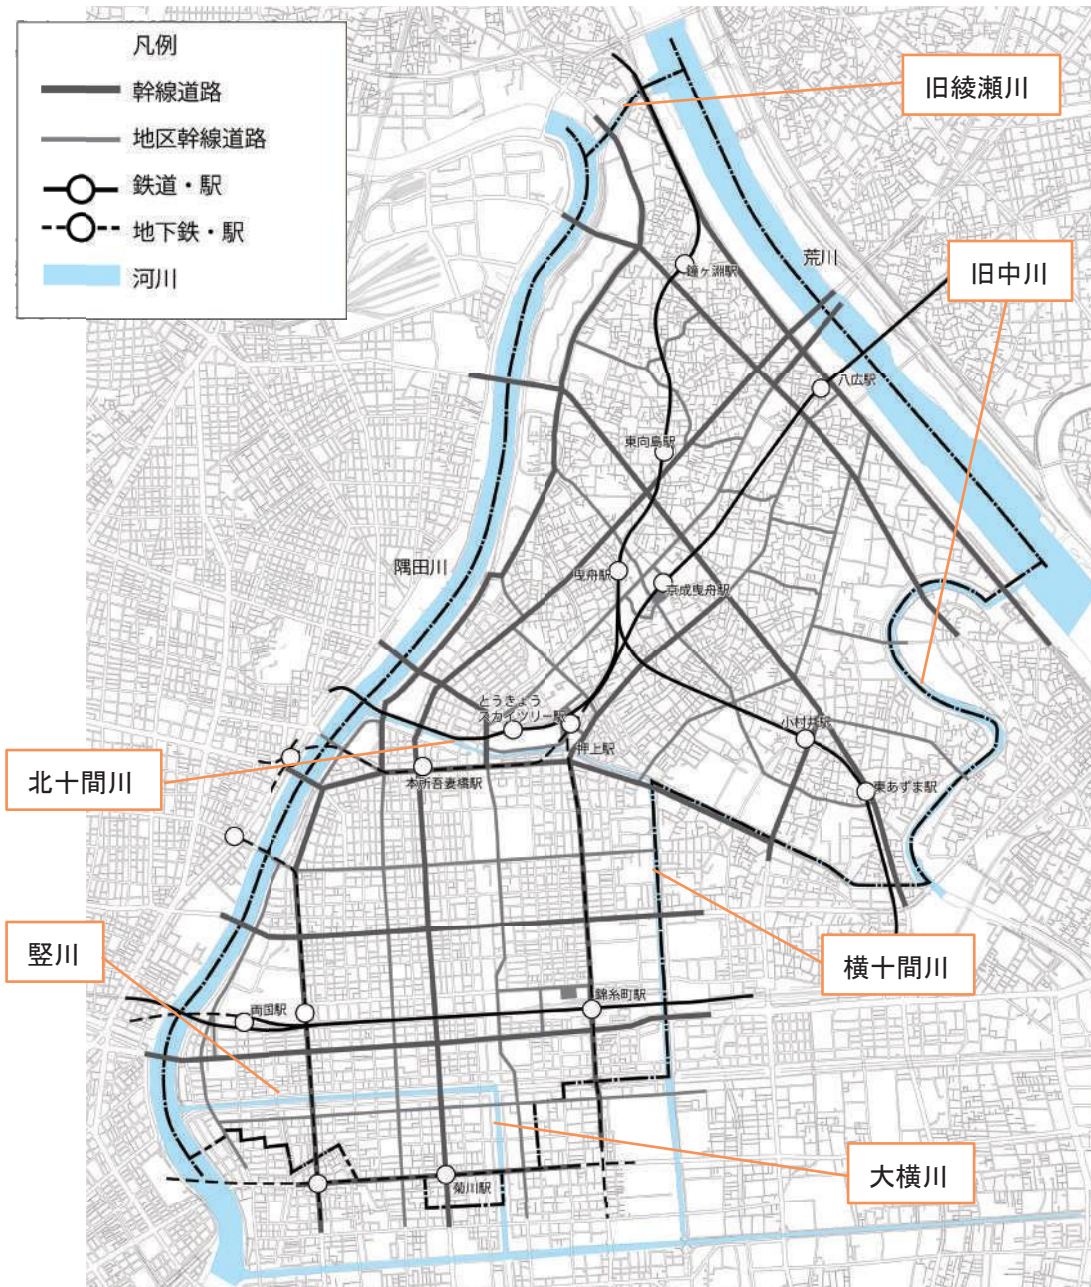 凡例
幹線道路
地区幹線道路
鉄道・駅
地下鉄・駅
河川
旧綾瀬川
荒川
旧中川
鐘ヶ淵駅
八広駅
東向島駅
隅田川
曳舟駅
京成曳舟駅
とうきょう
スカイツリー駅
押上駅
小村井駅
北十間川
本所吾妻橋駅
東あずま駅
竪川
横十間川
両国駅
錦糸町駅
大横川
菊川駅